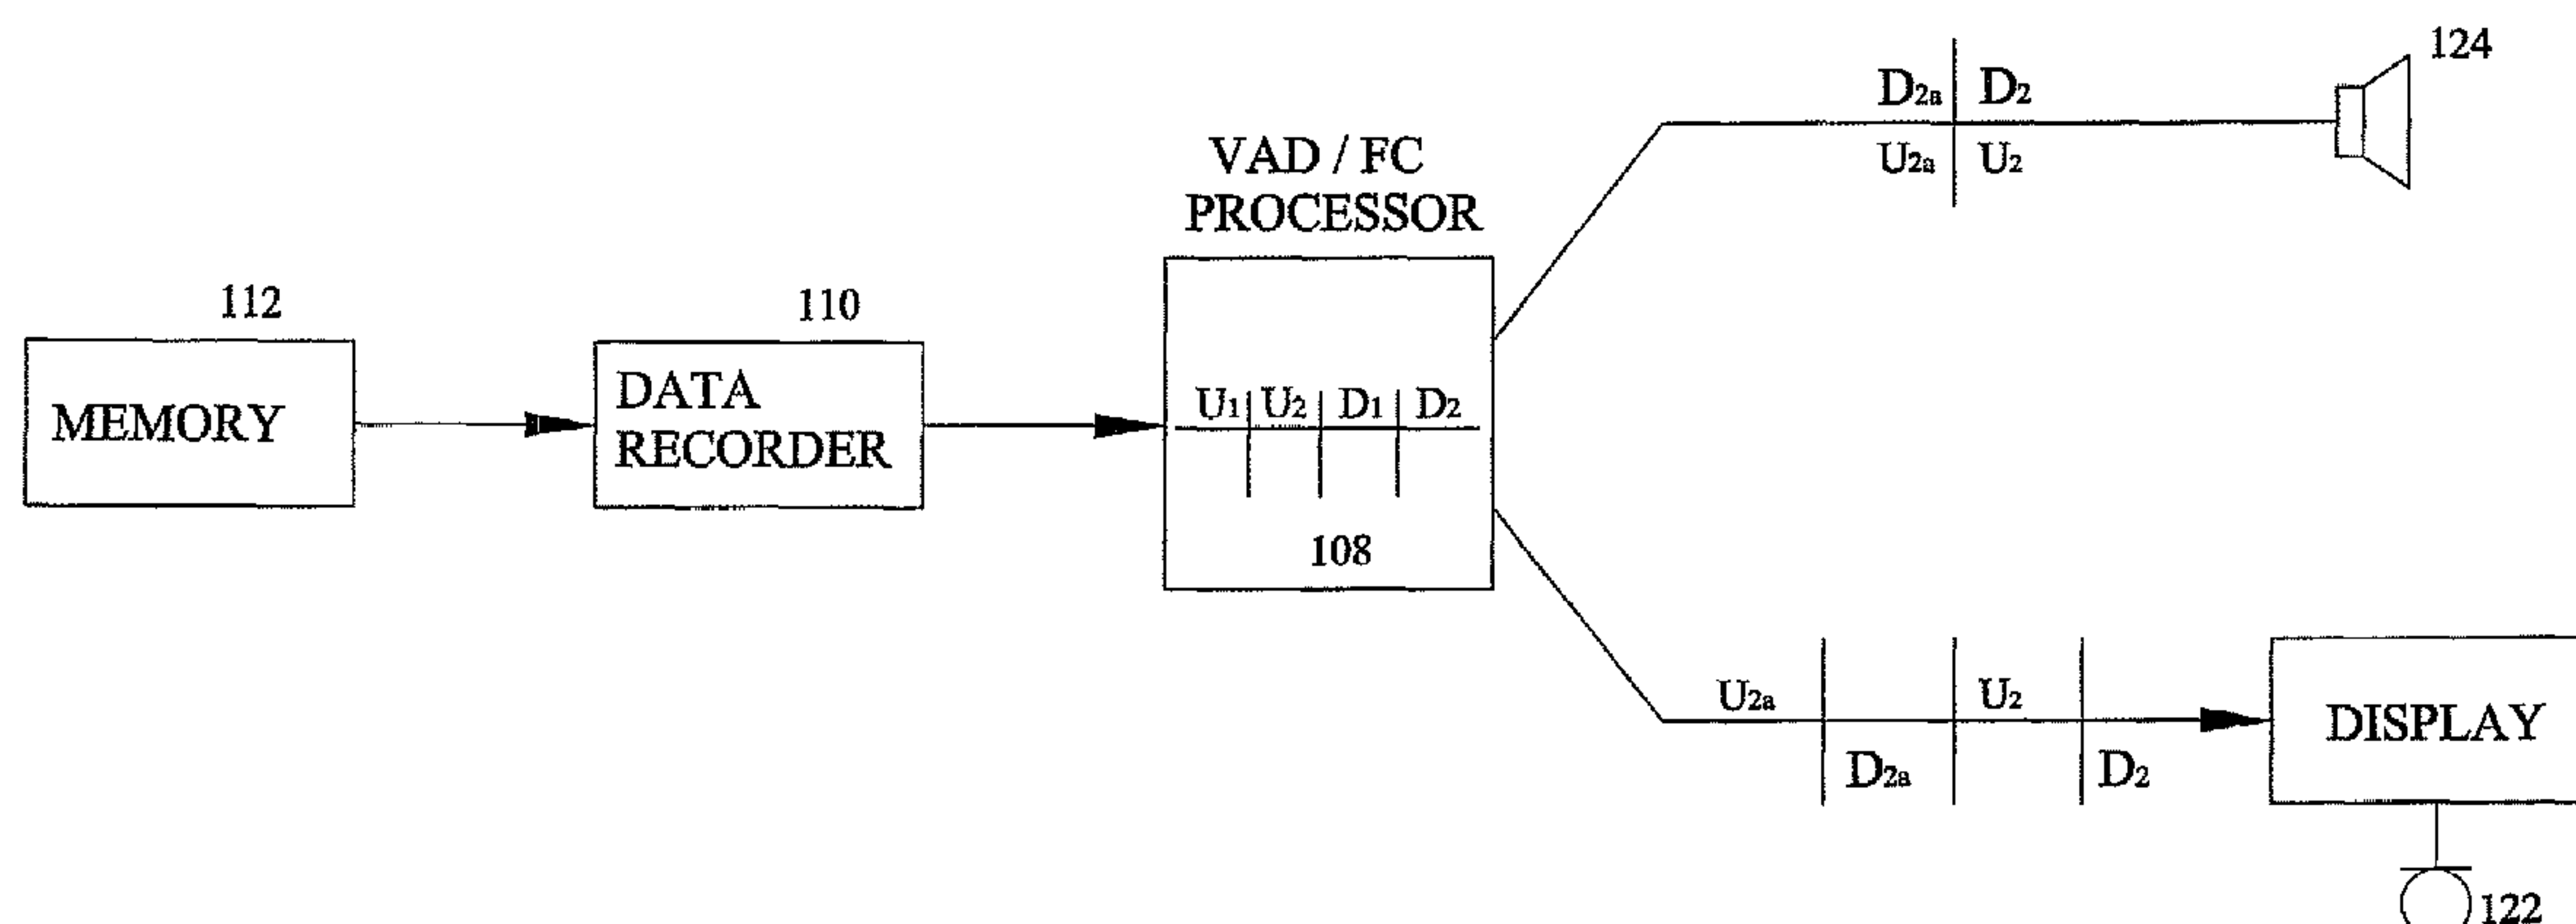 124
D2a D2
U2a U2
VAD / FC
PROCESSOR
112
110
MEMORY
DATA
RECORDER
U1 U2 D1 D2
108
U2a U2
D2a D2
DISPLAY
122